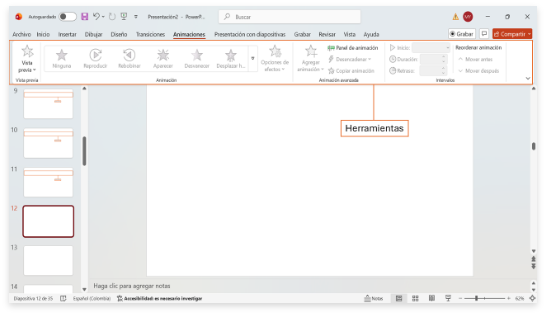 Autoguardado Presentación2 - PowerP... Buscar
Archivo Inicio Insertar Dibujar Diseño Transiciones Animaciones Presentación con diapositivas Grabar Revisar Vista Ayuda Grabar Compartir
Vista previa
Ninguna Reproducir Rebobinar Aparecer Desvanecer Desplazar h...
Opciones de efectos
Agregar animación
Panel de animación
Desencadenar
Copiar animación
Inicio:
Duración:
Retraso:
Reordenar animación
Mover antes
Mover después
Vista previa Animación Animación avanzada Intervalos
Herramientas
9
10
11
12
13
14
Haga clic para agregar notas
Diapositiva 12 de 35 Español (Colombia) Accesibilidad: es necesario investigar Notas 62%